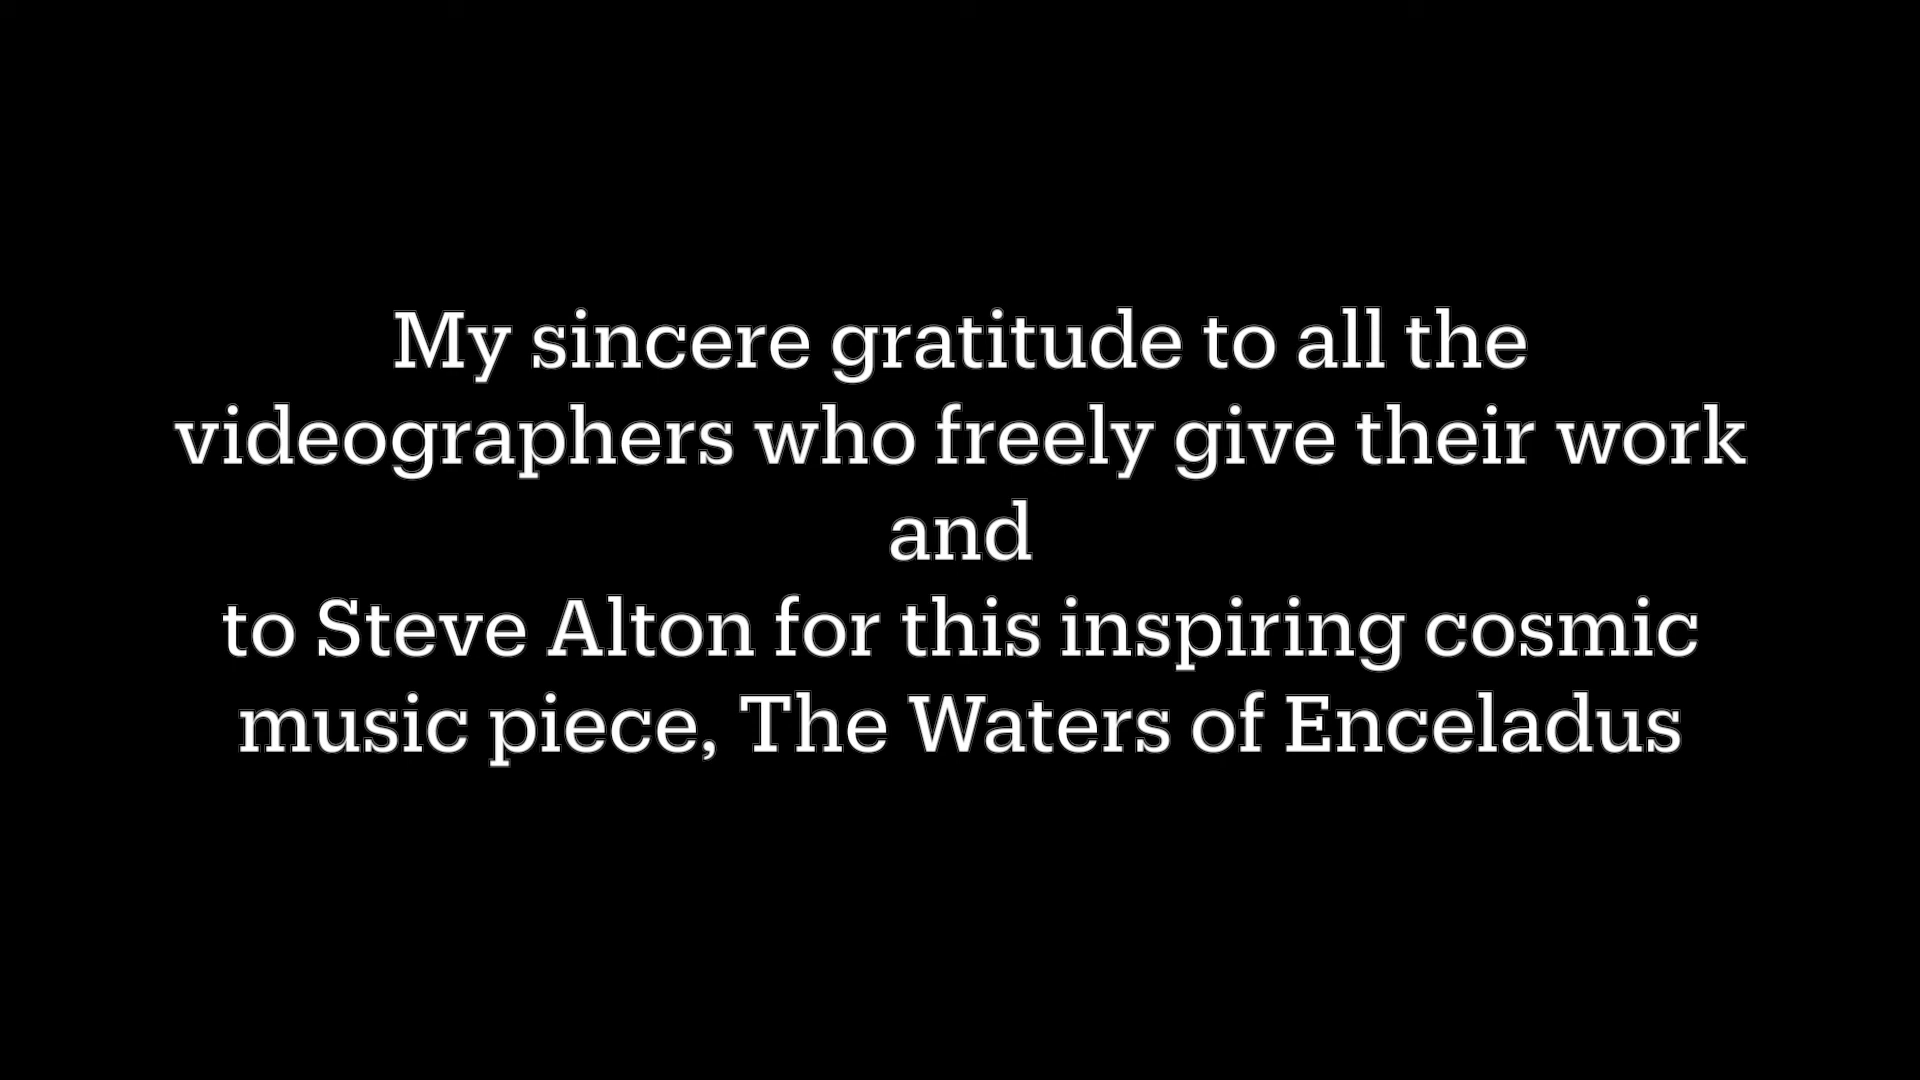 My sincere gratitude to all the
videographers who freely give their work
and
to Steve Alton for this inspiring cosmic
music piece, The Waters of Enceladus